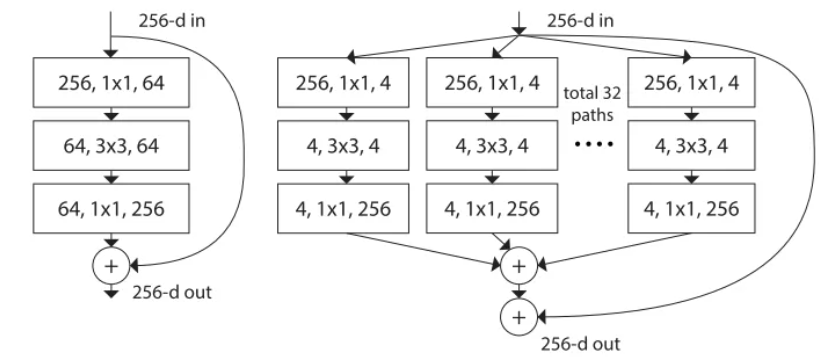 256-d in
256, 1x1, 64
64, 3x3, 64
64, 1x1, 256
+
256-d out
256-d in
256, 1x1, 4
256, 1x1, 4
total 32
paths
256, 1x1, 4
4, 3x3, 4
4, 3x3, 4
....
4, 3x3, 4
4, 1x1, 256
4, 1x1, 256
4, 1x1, 256
+
+
256-d out